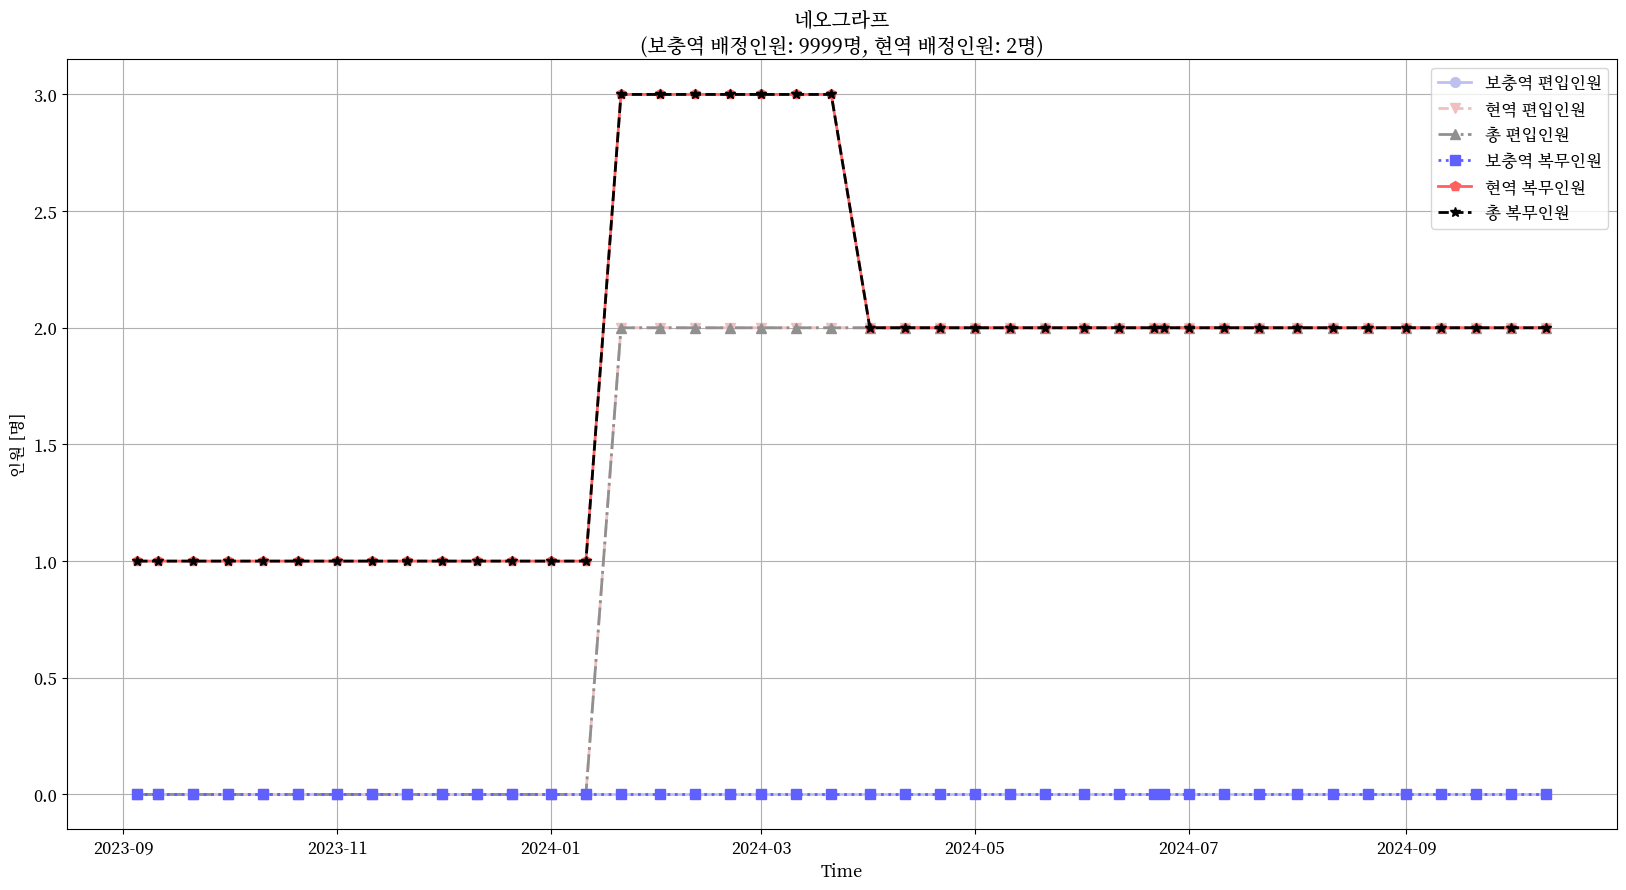 네오그라프
(보충역 배정인원: 9999명, 현역 배정인원: 2명)
보충역 편입인원
현역 편입인원
총 편입인원
보충역 복무인원
현역 복무인원
총 복무인원
인원 [명]
3.0
2.5
2.0
1.5
1.0
0.5
0.0
2023-09
2023-11
2024-01
2024-03
2024-05
2024-07
2024-09
Time